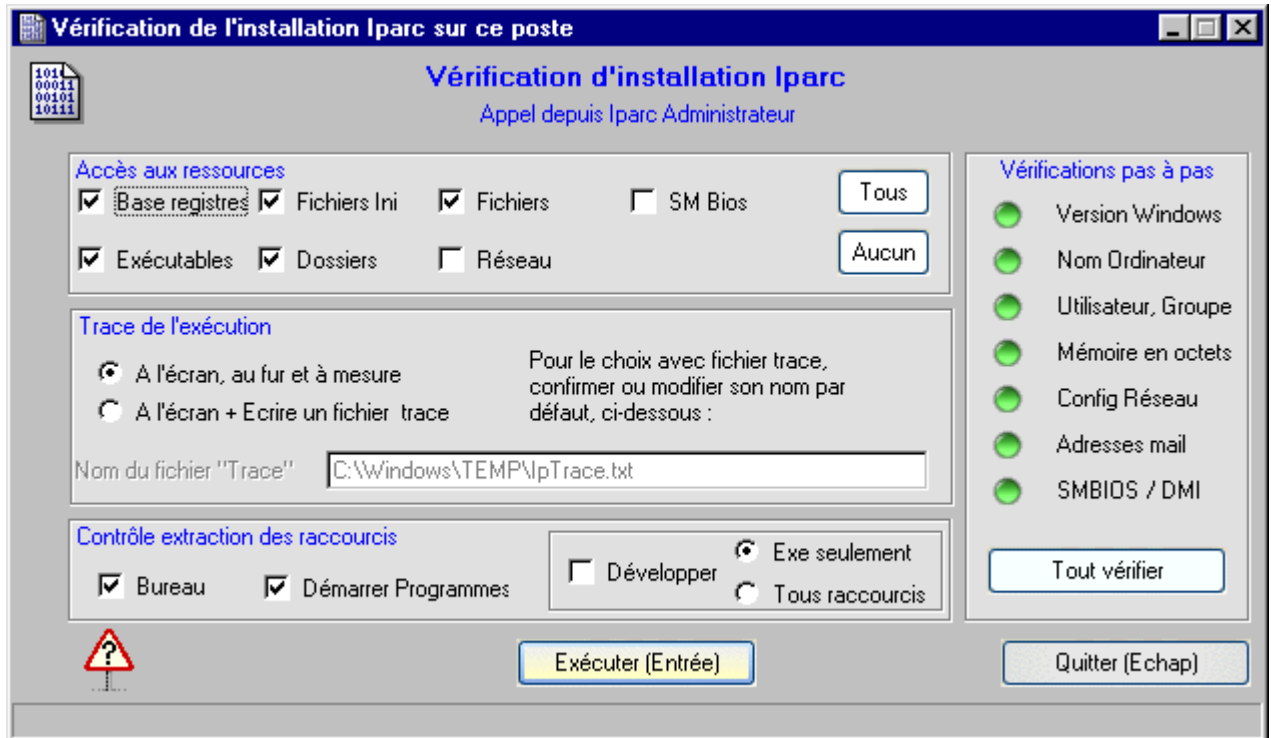 Vérification de l'installation Iparc sur ce poste
Vérification d'installation Iparc
Appel depuis Iparc Administrateur
Accès aux ressources
Base registres Fichiers Ini Fichiers SM Bios Tous
Exécutables Dossiers Réseau Aucun
Trace de l'exécution
A l'écran, au fur et à mesure
A l'écran + Ecrire un fichier trace
Pour le choix avec fichier trace,
confirmer ou modifier son nom par
défaut, ci-dessous :
Nom du fichier "Trace" C:\Windows\TEMP\IpTrace.txt
Contrôle extraction des raccourcis
Bureau Démarrer Programmes Développer
Exe seulement
Tous raccourcis
Vérifications pas à pas
Version Windows
Nom Ordinateur
Utilisateur, Groupe
Mémoire en octets
Config Réseau
Adresses mail
SMBIOS / DMI
Tout vérifier
?
Exécuter (Entrée) Quitter (Echap)